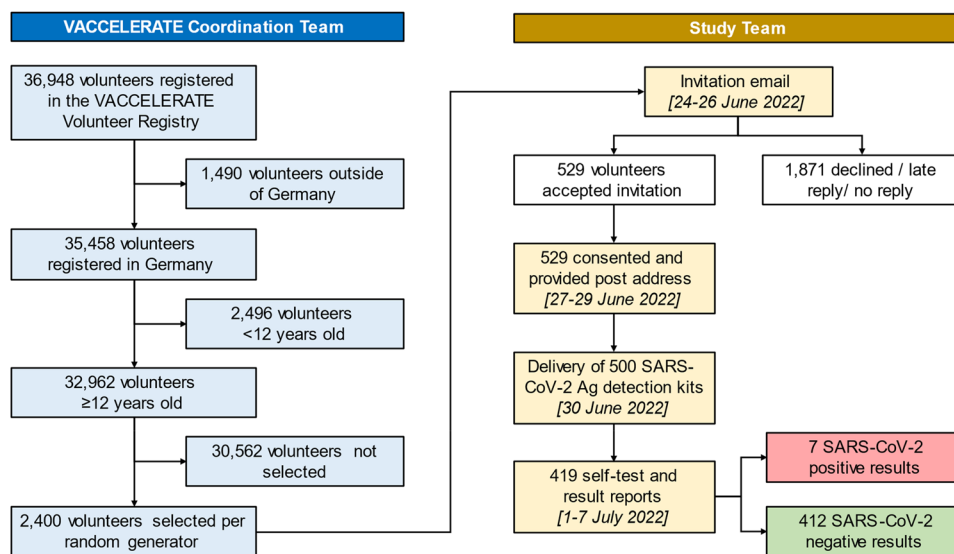 VACCELERATE Coordination Team
36,948 volunteers registered
in the VACCELERATE
Volunteer Registry
1,490 volunteers outside
of Germany
35,458 volunteers
registered in Germany
2,496 volunteers
<12 years old
32,962 volunteers
≥12 years old
30,562 volunteers not
selected
2,400 volunteers selected per
random generator
Study Team
Invitation email
[24-26 June 2022]
529 volunteers
accepted invitation
1,871 declined / late
reply/ no reply
529 consented and
provided post address
[27-29 June 2022]
Delivery of 500 SARS-
CoV-2 Ag detection kits
[30 June 2022]
419 self-test and
result reports
[1-7 July 2022]
7 SARS-CoV-2
positive results
412 SARS-CoV-2
negative results